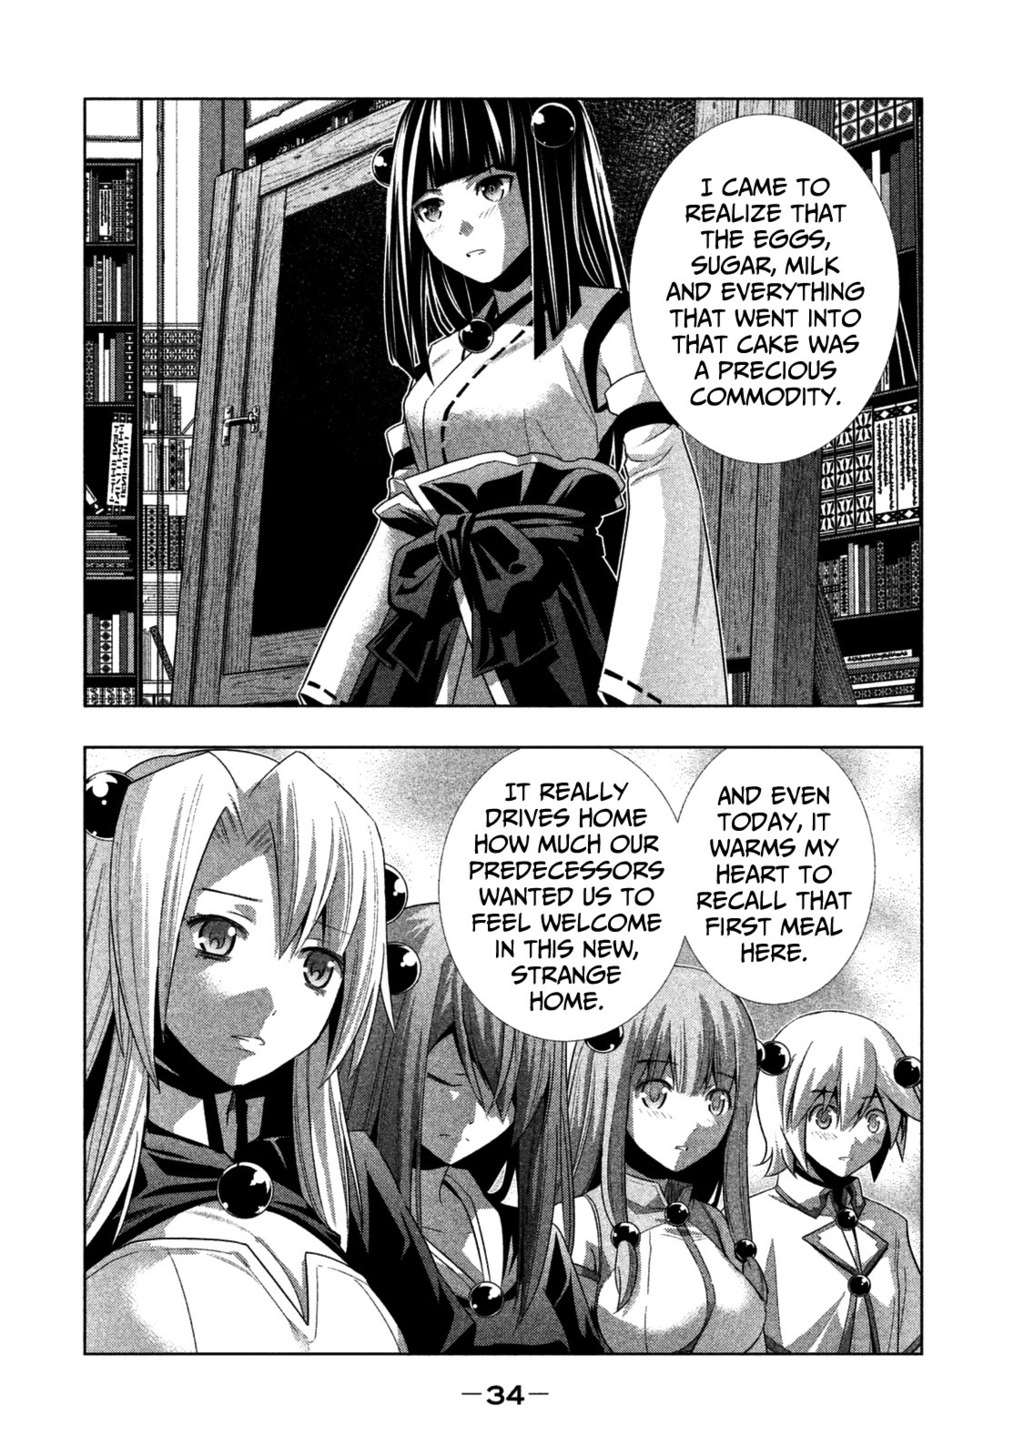 I CAME TO
REALIZE THAT
THE EGGS,
SUGAR, MILK
AND EVERYTHING
THAT WENT INTO
THAT CAKE WAS
A PRECIOUS
COMMODITY.
AND EVEN
TODAY, IT
WARMS MY
HEART TO
RECALL THAT
FIRST MEAL
HERE.
IT REALLY
DRIVES HOME
HOW MUCH OUR
PREDECESSORS
WANTED US TO
FEEL WELCOME
IN THIS NEW,
STRANGE
HOME.
—34—